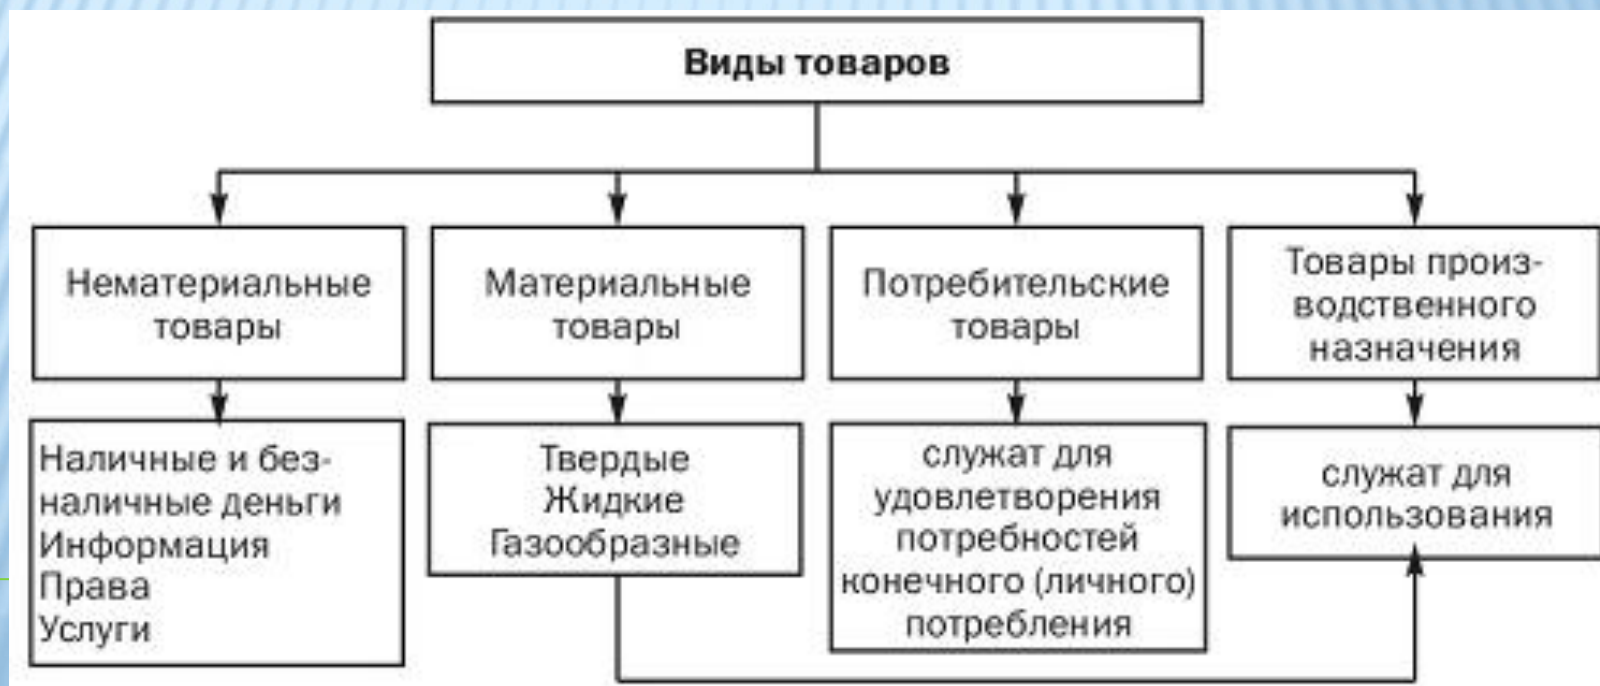 Виды товаров
Нематериальные
товары
Материальные
товары
Потребительские
товары
Товары произ-
водственного
назначения
Наличные и без-
наличные деньги
Информация
Права
Услуги
Твердые
Жидкие
Газообразные
служат для
удовлетворения
потребностей
конечного (личного)
потребления
служат для
использования